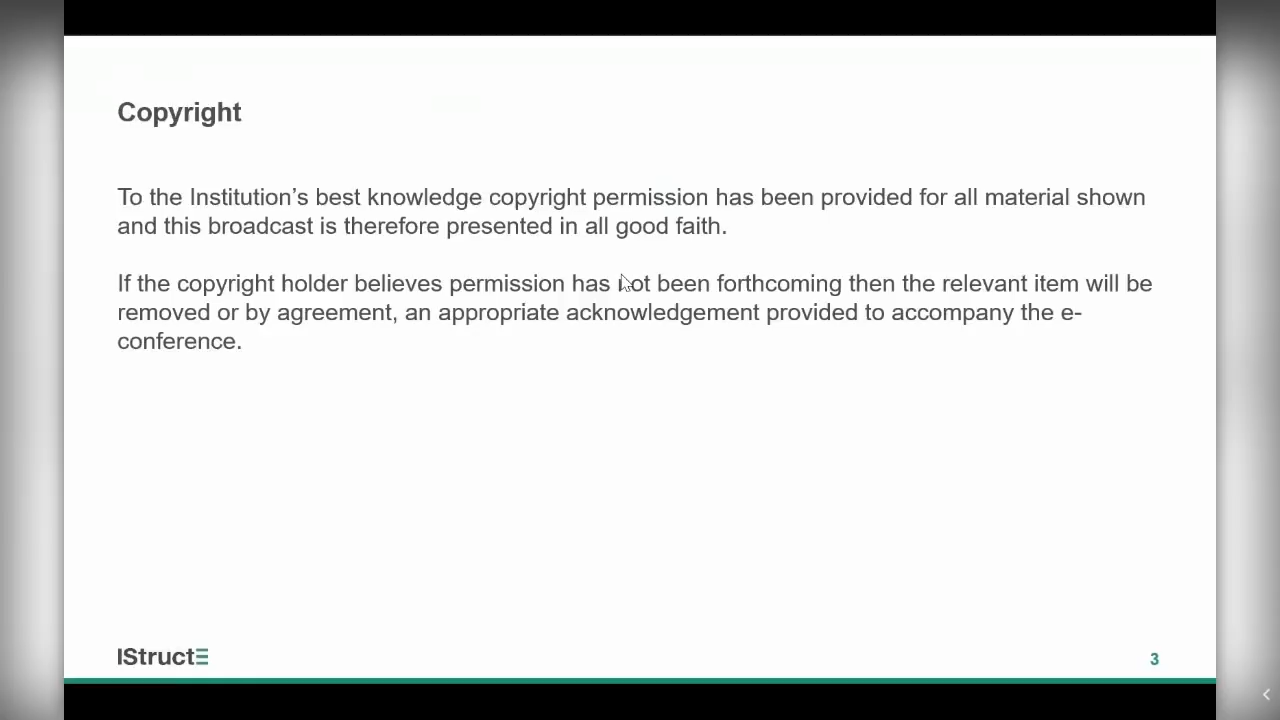 Copyright
To the Institution’s best knowledge copyright permission has been provided for all material shown
and this broadcast is therefore presented in all good faith.
If the copyright holder believes permission has not been forthcoming then the relevant item will be
removed or by agreement, an appropriate acknowledgement provided to accompany the e-
conference.
IStructE
3